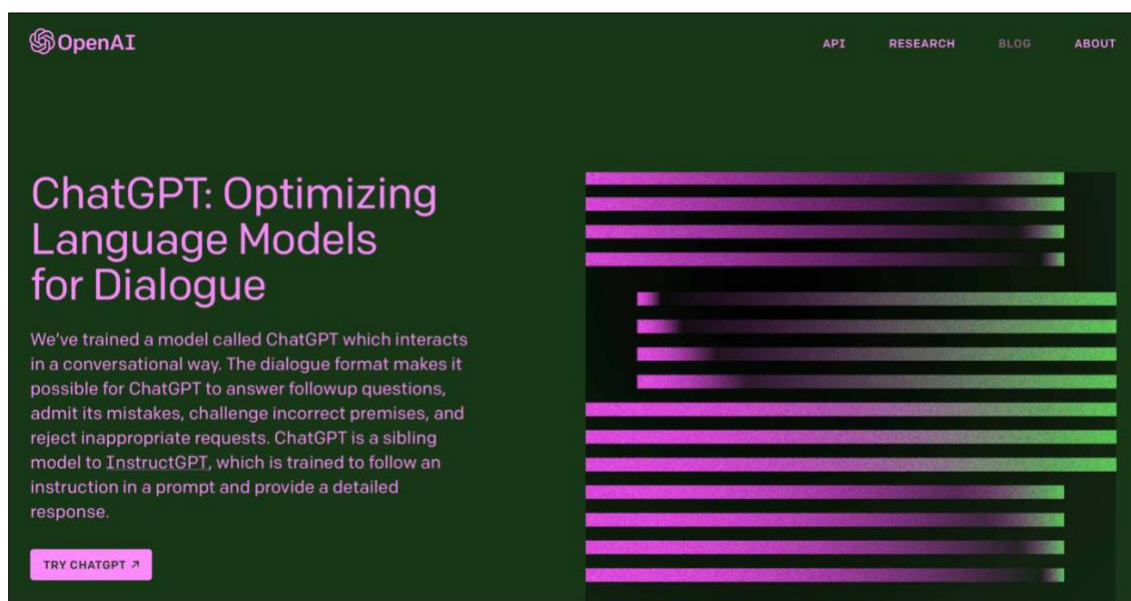 OpenAI
API RESEARCH BLOG ABOUT
ChatGPT: Optimizing
Language Models
for Dialogue
We've trained a model called ChatGPT which interacts
in a conversational way. The dialogue format makes it
possible for ChatGPT to answer followup questions,
admit its mistakes, challenge incorrect premises, and
reject inappropriate requests. ChatGPT is a sibling
model to InstructGPT, which is trained to follow an
instruction in a prompt and provide a detailed
response.
TRY CHATGPT ↗